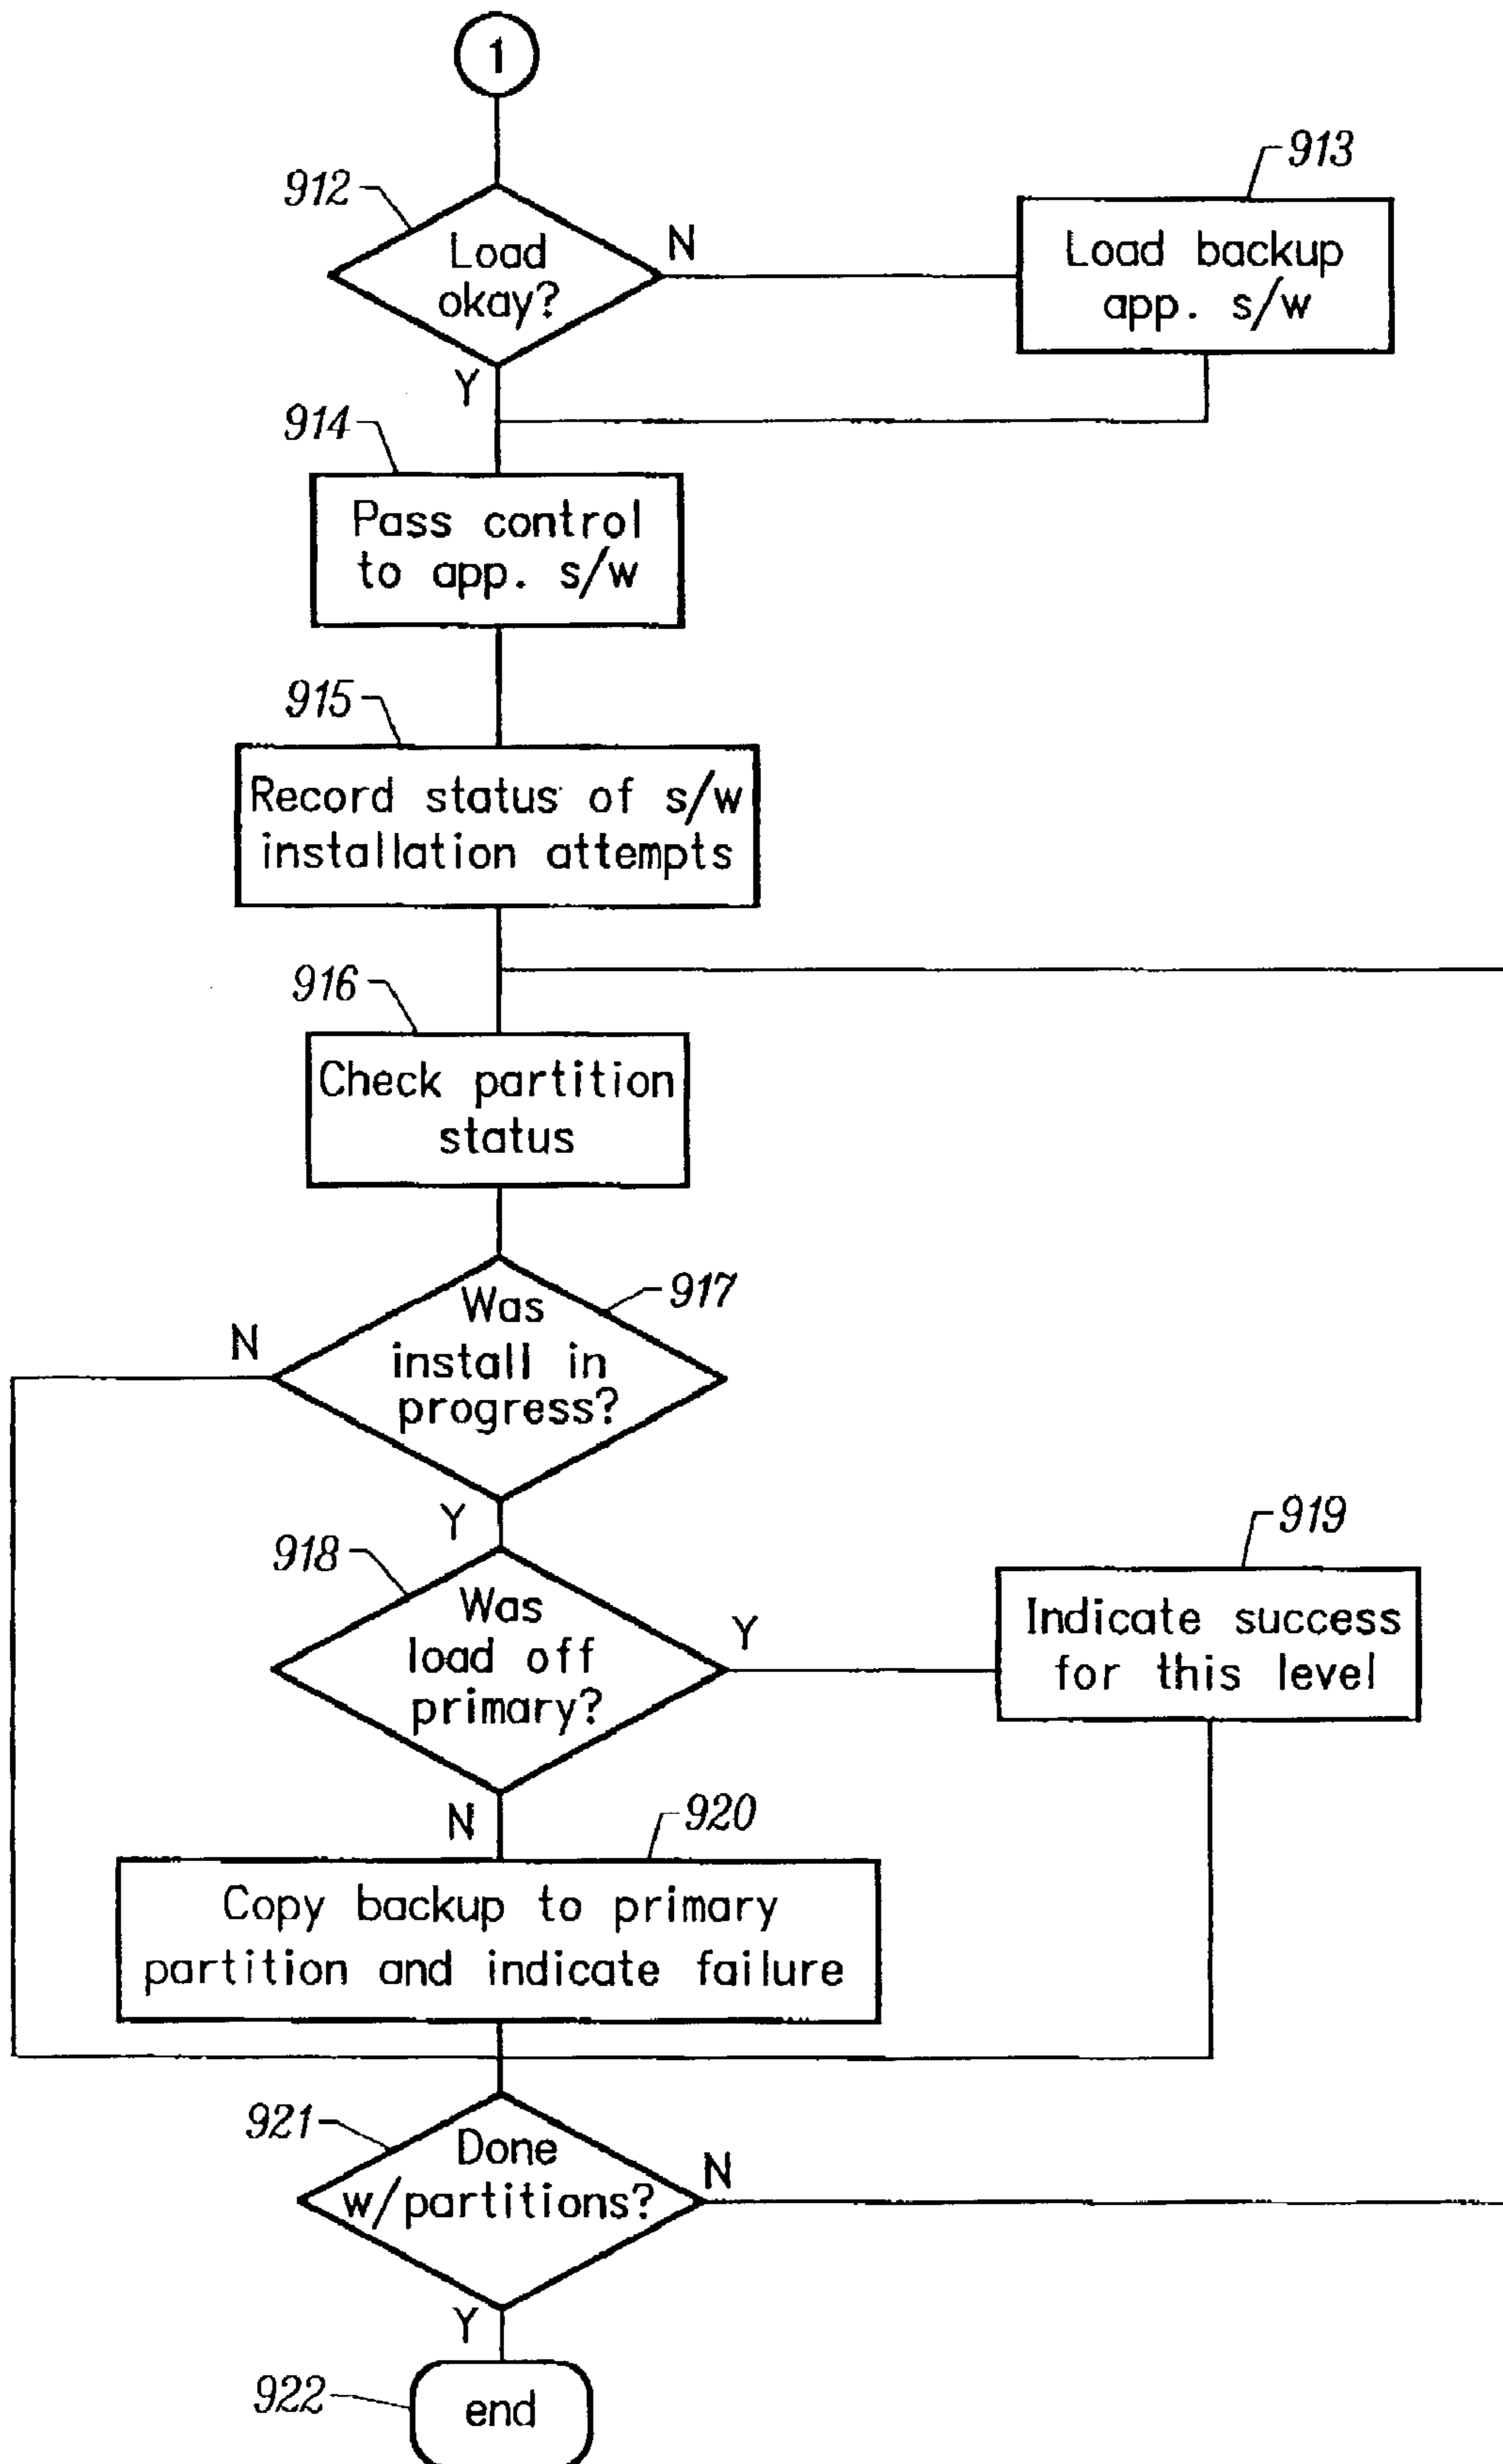 1
912
Load
okay?
N
913
Load backup
app. s/w
Y
914
Pass control
to app. s/w
915
Record status of s/w
installation attempts
916
Check partition
status
917
Was
install in
progress?
N
Y
918
Was
load off
primary?
Y
919
Indicate success
for this level
N
920
Copy backup to primary
partition and indicate failure
921
Done
w/partitions?
N
Y
922
end